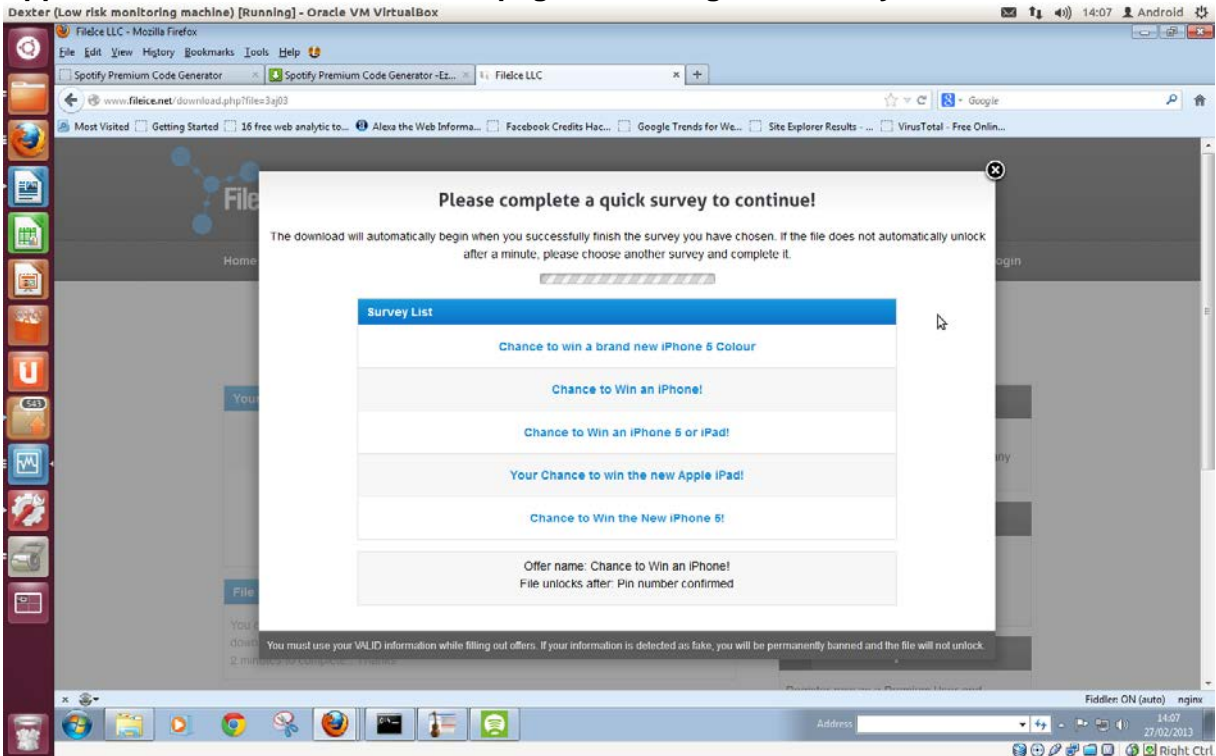 Dexter (Low risk monitoring machine) [Running] - Oracle VM VirtualBox
14:07 Android
FileIce LLC - Mozilla Firefox
File Edit View History Bookmarks Tools Help
Spotify Premium Code Generator
Spotify Premium Code Generator -Ez...
FileIce LLC
www.fileice.net/download.php?file=3aj03
Google
Most Visited Getting Started 16 free web analytic to... Alexa the Web Informa... Facebook Credits Hac... Google Trends for We... Site Explorer Results - ... VirusTotal - Free Onlin...
File
Please complete a quick survey to continue!
The download will automatically begin when you successfully finish the survey you have chosen. If the file does not automatically unlock
after a minute, please choose another survey and complete it.
Home
ogin
Survey List
Chance to win a brand new iPhone 5 Colour
Chance to Win an iPhone!
You
Chance to Win an iPhone 5 or iPad!
any
Your Chance to win the new Apple iPad!
Chance to Win the New iPhone 5!
Offer name: Chance to Win an iPhone!
File unlocks after: Pin number confirmed
File
You must use your VALID information while filling out offers. If your information is detected as fake, you will be permanently banned and the file will not unlock.
Fiddler: ON (auto) nginx
Address
14:07
27/02/2013
Right Ctrl